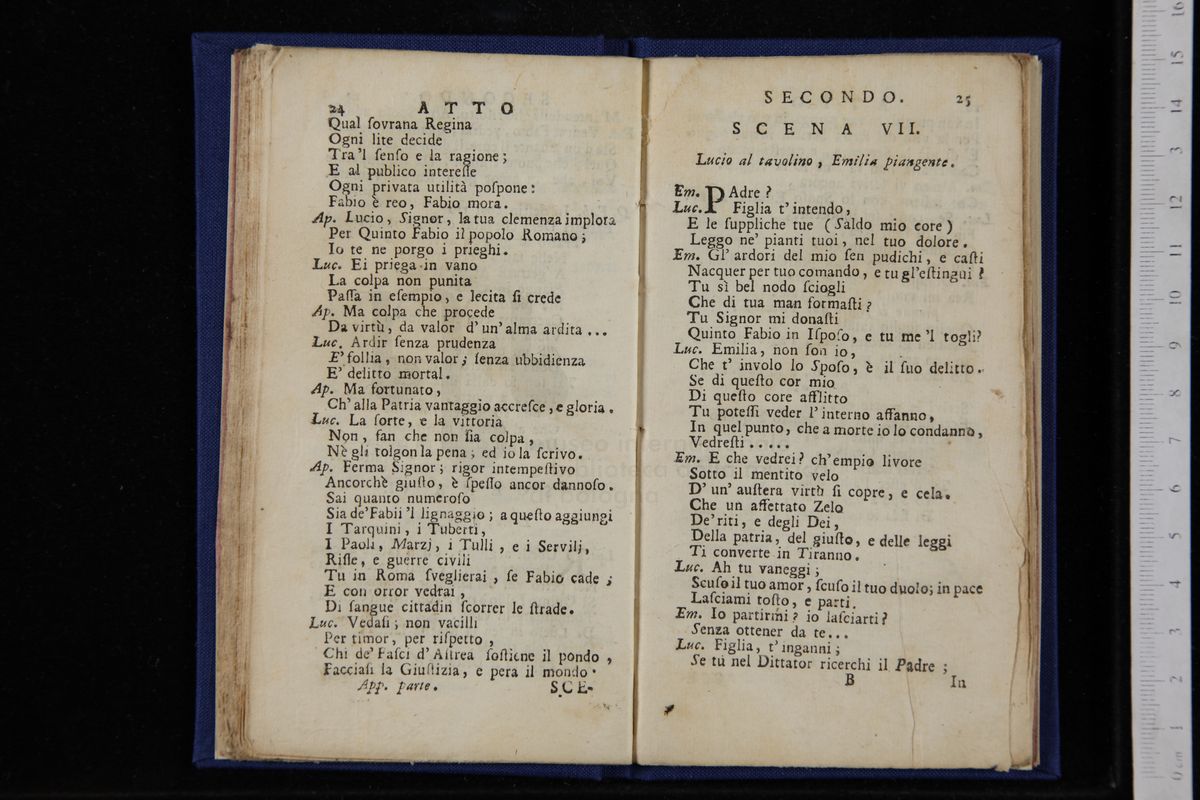 24 ATTO
Qual ſovrana Regina
Ogni lite decide
Tra 'l ſenſo e la ragione;
E al publico intereſſe
Ogni privata utilità poſpone:
Fabio è reo, Fabio mora.
Ap. Lucio, Signor, la tua clemenza implora
Per Quinto Fabio il popolo Romano;
Io te ne porgo i prieghi.
Luc. Ei priega in vano
La colpa non punita
Paſſa in eſempio, e lecita ſi crede
Ap. Ma colpa che procede
Da virtù, da valor d'un'alma ardita ...
Luc. Ardir ſenza prudenza
E' follia, non valor; ſenza ubbidienza
E' delitto mortal.
Ap. Ma fortunato,
Ch' alla Patria vantaggio accreſce, e gloria.
Luc. La ſorte, e la vittoria
Non, fan che non ſia colpa,
Nè gli tolgon la pena; ed io la ſcrivo.
Ap. Ferma Signor; rigor intempeſtivo
Ancorchè giuſto, è ſpeſſo ancor dannoſo.
Sai quanto numeroſo
Sia de' Fabii 'l lignaggio; a queſto aggiungi
I Tarquini, i Tuberti,
I Paoli, Marzj, i Tulli, e i Servilj,
Riſſe, e guerre civili
Tu in Roma ſveglierai, ſe Fabio cade;
E con orror vedrai,
Di ſangue cittadin ſcorrer le ſtrade.
Luc. Vedaſi; non vacilli
Per timor, per riſpetto,
Chi de' Faſci d' Aſtrea ſoſtiene il pondo,
Facciaſi la Giuſtizia, e pera il mondo.
App. parte. SCE-
SECONDO. 25
SCENA VII.
Lucio al tavolino, Emilia piangente.
Em. PAdre?
Luc. Figlia t' intendo,
E le ſuppliche tue (Saldo mio core)
Leggo ne' pianti tuoi, nel tuo dolore.
Em. Gl' ardori del mio ſen pudichi, e caſti
Nacquer per tuo comando, e tu gl'eſtingui?
Tu sì bel nodo ſciogli
Che di tua man formaſti?
Tu Signor mi donaſti
Quinto Fabio in Iſpoſo, e tu me 'l togli?
Luc. Emilia, non ſon io,
Che t' involo lo Spoſo, è il ſuo delitto.
Se di queſto cor mio
Di queſto core afflitto
Tu poteſſi veder l' interno affanno,
In quel punto, che a morte io lo condanno,
Vedreſti .....
Em. E che vedrei? ch' empio livore
Sotto il mentito velo
D' un' auſtera virtù ſi copre, e cela.
Che un affettato Zelo
De' riti, e degli Dei,
Della patria, del giuſto, e delle leggi
Ti converte in Tiranno.
Luc. Ah tu vaneggi;
Scuſo il tuo amor, ſcuſo il tuo duolo; in pace
Laſciami toſto, e parti.
Em. Io partirmi? io laſciarti?
Senza ottener da te...
Luc. Figlia, t' inganni;
Se tu nel Dittator ricerchi il Padre;
B In